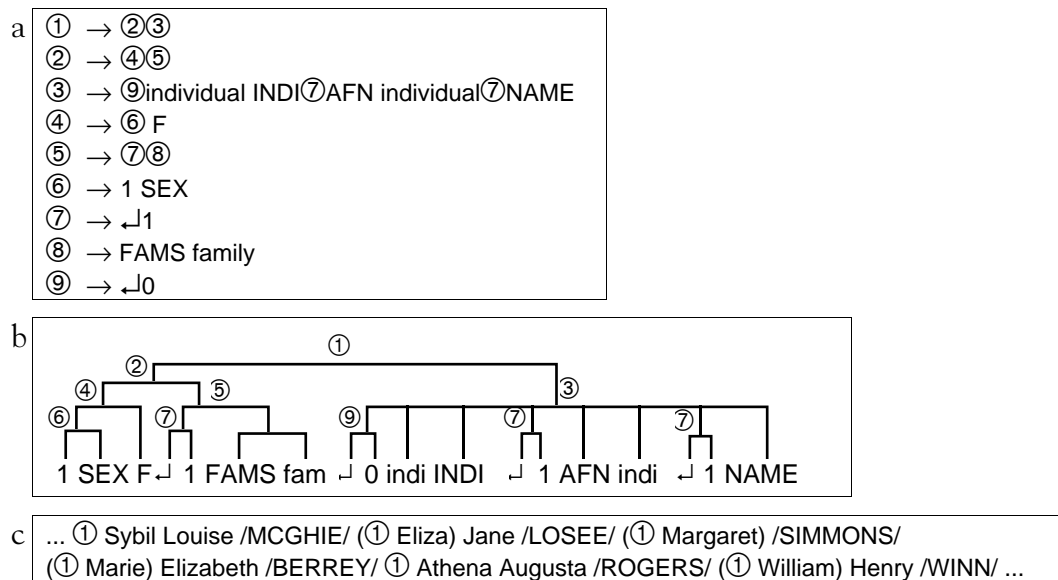 a
① → ②③
② → ④⑤
③ → ⑨individual INDI⑦AFN individual⑦NAME
④ → ⑥ F
⑤ → ⑦⑧
⑥ → 1 SEX
⑦ → ↵1
⑧ → FAMS family
⑨ → ↵0
b
①
② 
④ ⑤ ③
⑥ ⑦ ⑨ ⑦ ⑦
1 SEX F↵ 1 FAMS fam ↵ 0 indi INDI ↵ 1 AFN indi ↵ 1 NAME
c
... ① Sybil Louise /MCGHIE/ (① Eliza) Jane /LOSEE/ (① Margaret) /SIMMONS/
(① Marie) Elizabeth /BERREY/ ① Athena Augusta /ROGERS/ (① William) Henry /WINN/ ...